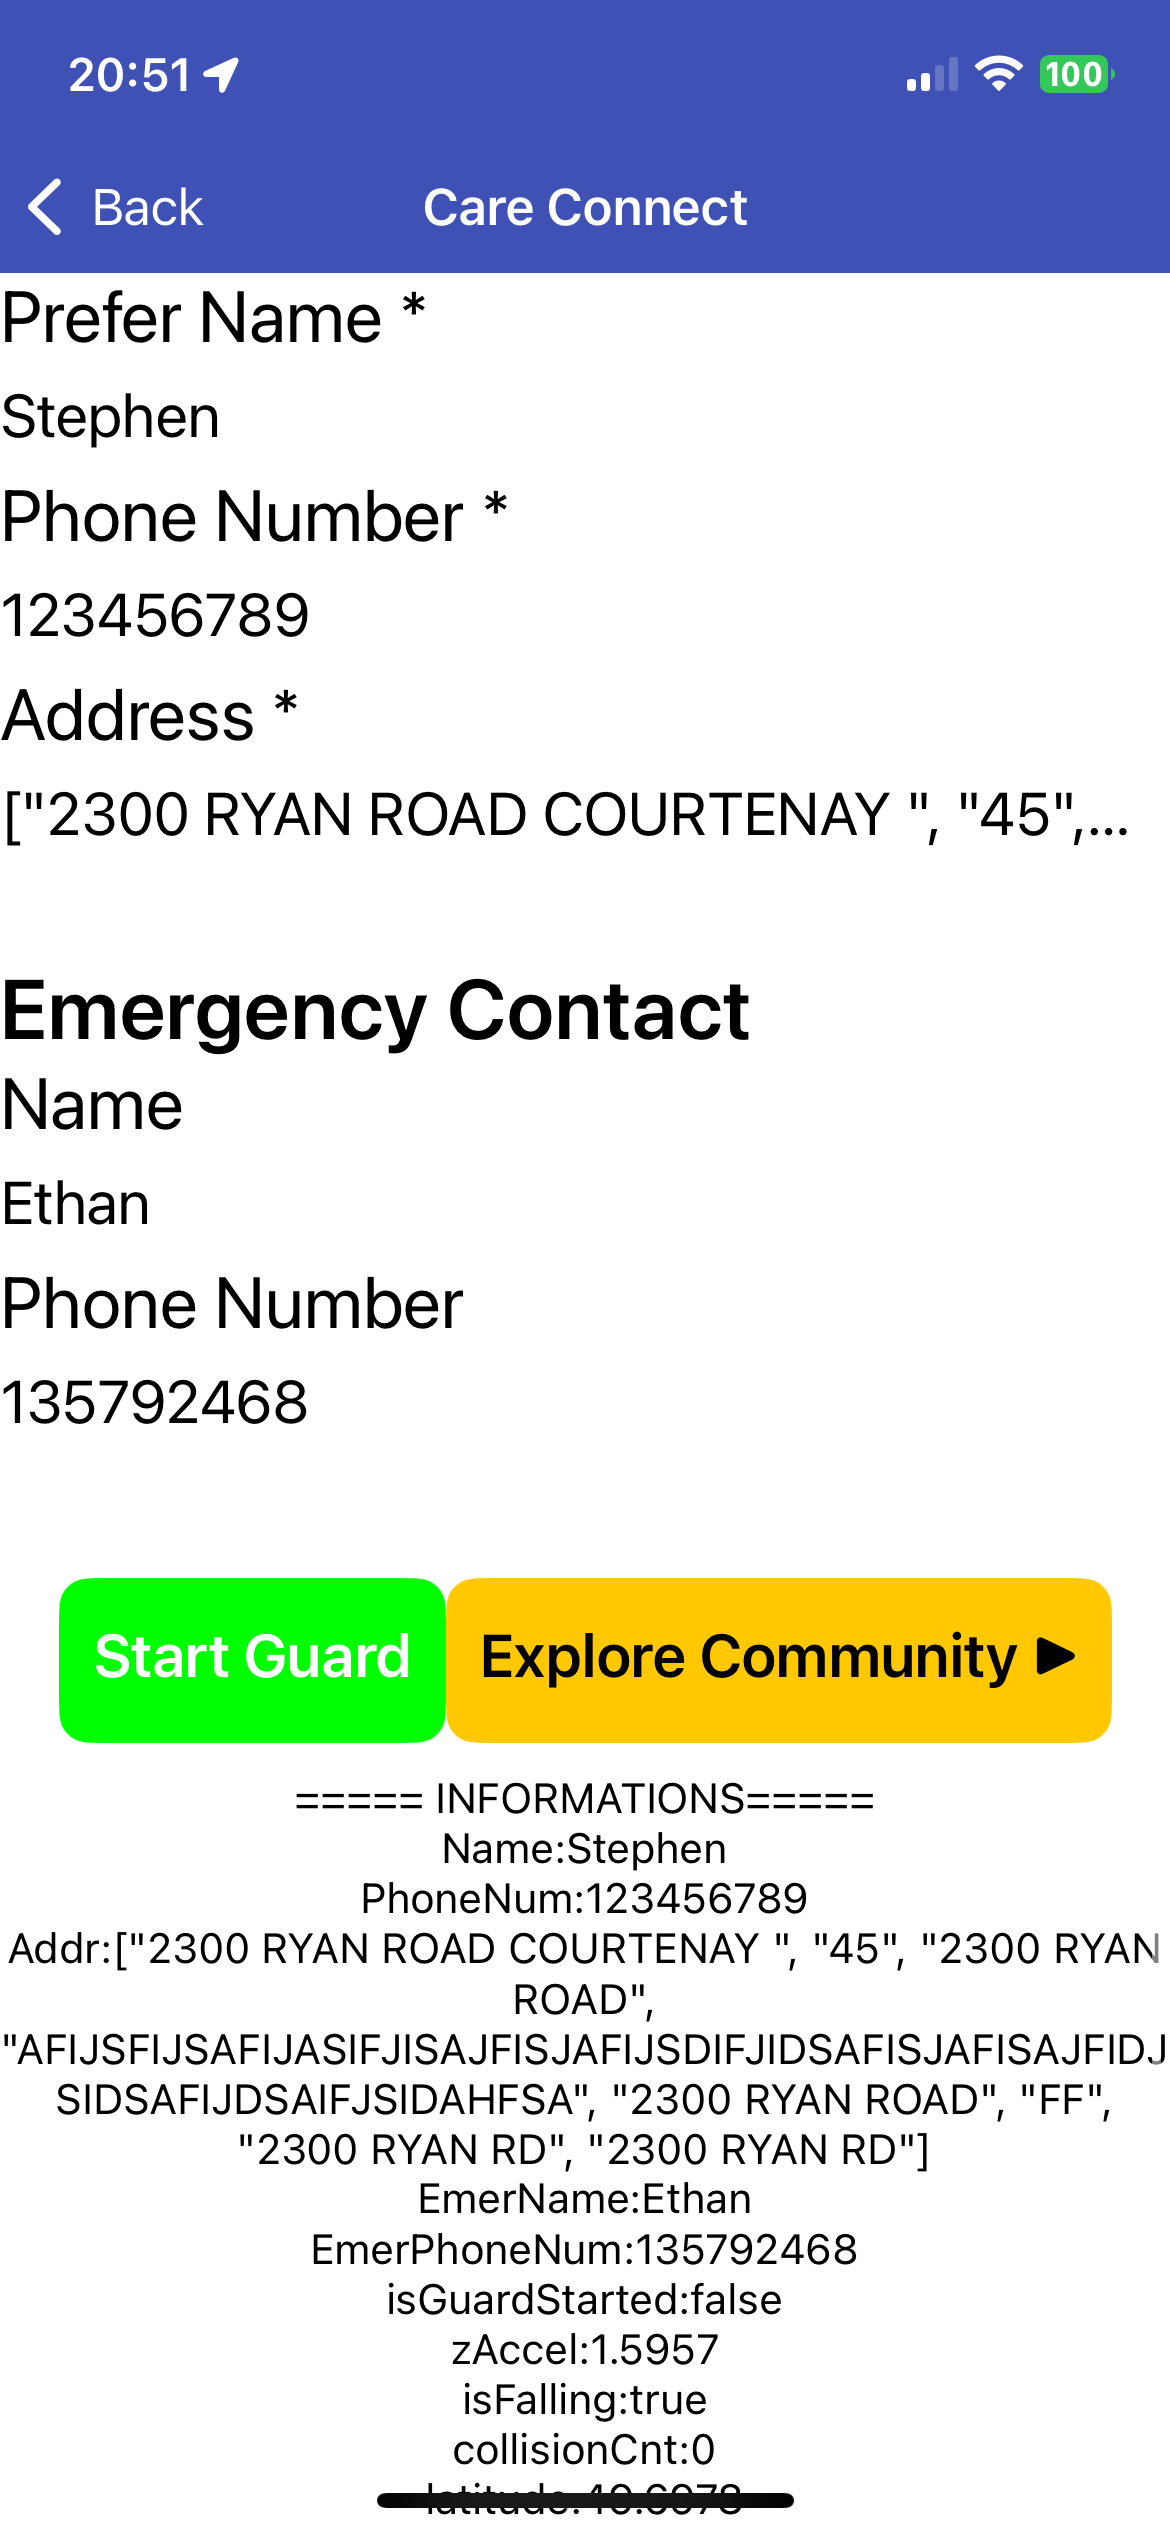 20:51
100
Back
Care Connect
Prefer Name *
Stephen
Phone Number *
123456789
Address *
["2300 RYAN ROAD COURTENAY ", "45",...
Emergency Contact
Name
Ethan
Phone Number
135792468
Start Guard
Explore Community ▶
===== INFORMATIONS=====
Name:Stephen
PhoneNum:123456789
Addr:["2300 RYAN ROAD COURTENAY ", "45", "2300 RYAN
ROAD",
"AFIJSFIJSAFIJASIFJISAJFISJAFIJSDIFJIDSAFISJAFISAJFIDJ
SIDSAFIJDSAIFJSIDAHFSA", "2300 RYAN ROAD", "FF",
"2300 RYAN RD", "2300 RYAN RD"]
EmerName:Ethan
EmerPhoneNum:135792468
isGuardStarted:false
zAccel:1.5957
isFalling:true
collisionCnt:0
latitude: